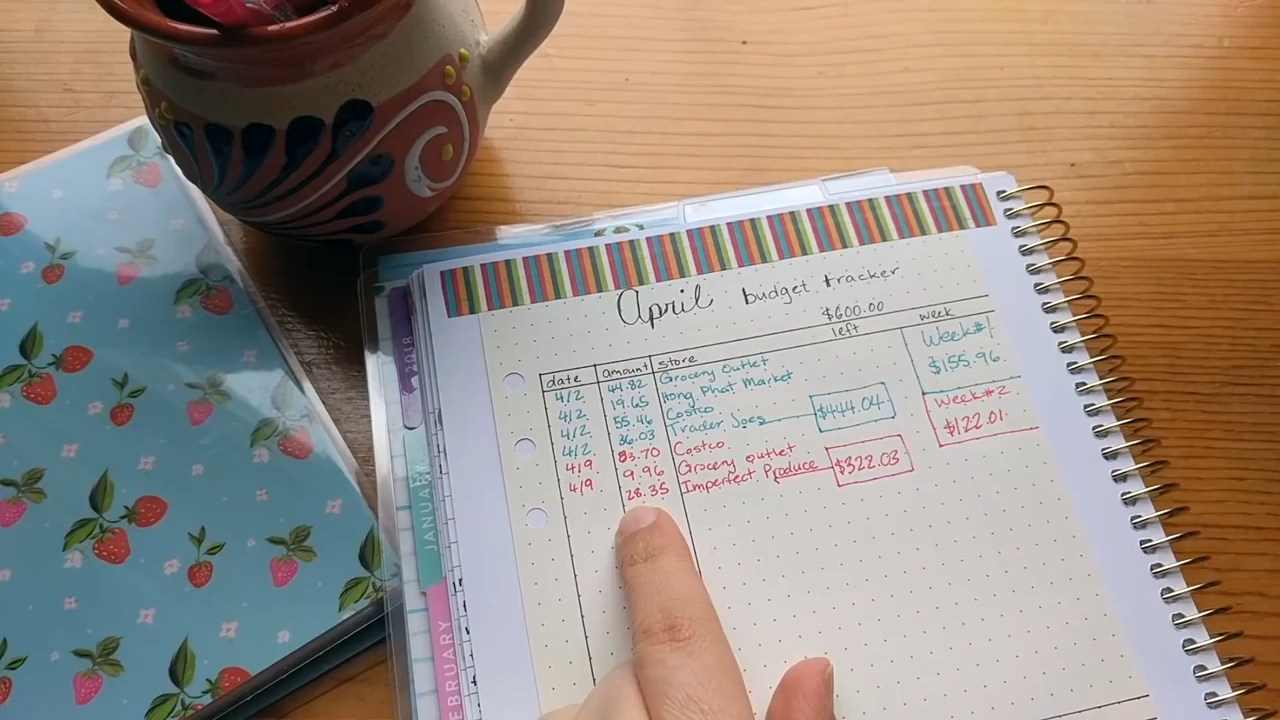 April budget tracker
$600.00
date amount store left week
4/2 44.82 Grocery Outlet
4/2 19.65 Hong Phat Market
4/2 55.46 Costco
4/2 36.03 Trader Joes $444.04
4/9 83.70 Costco
4/9 9.96 Grocery outlet
28.35 Imperfect Produce $322.03
Week #1
$155.96
Week #2
$122.01
2018
JANUARY
FEBRUARY